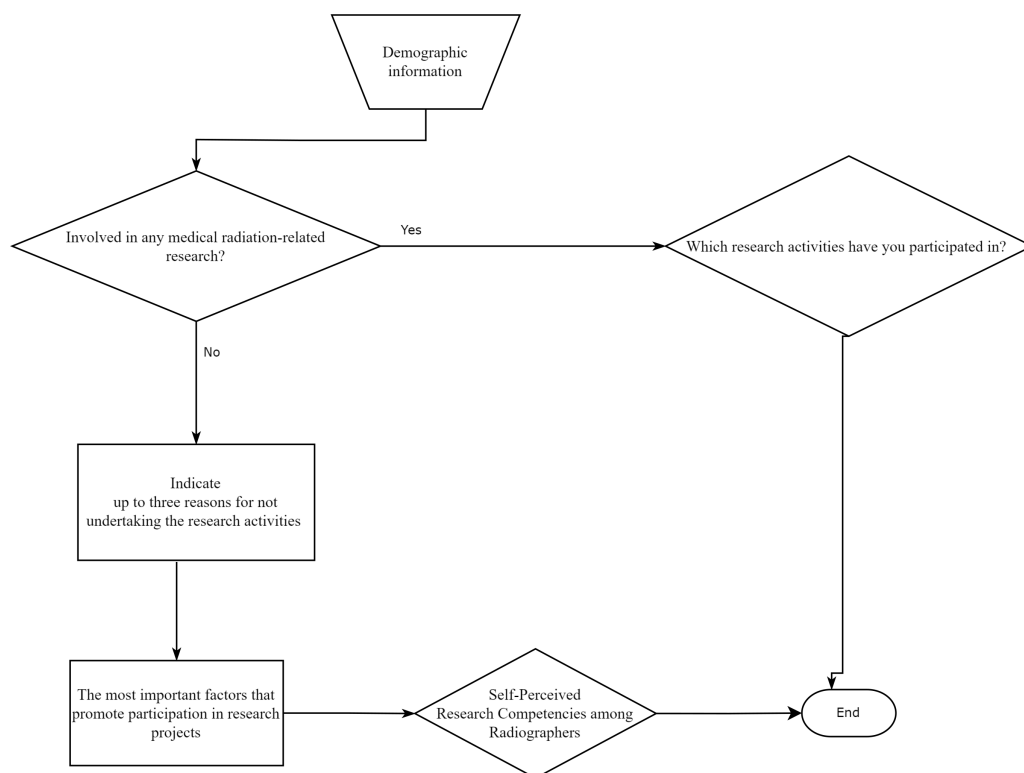 Demographic
information
Involved in any medical radiation-related
research?
Yes
Which research activities have you participated in?
No
Indicate
up to three reasons for not
undertaking the research activities
The most important factors that
promote participation in research
projects
Self-Perceived
Research Competencies among
Radiographers
End